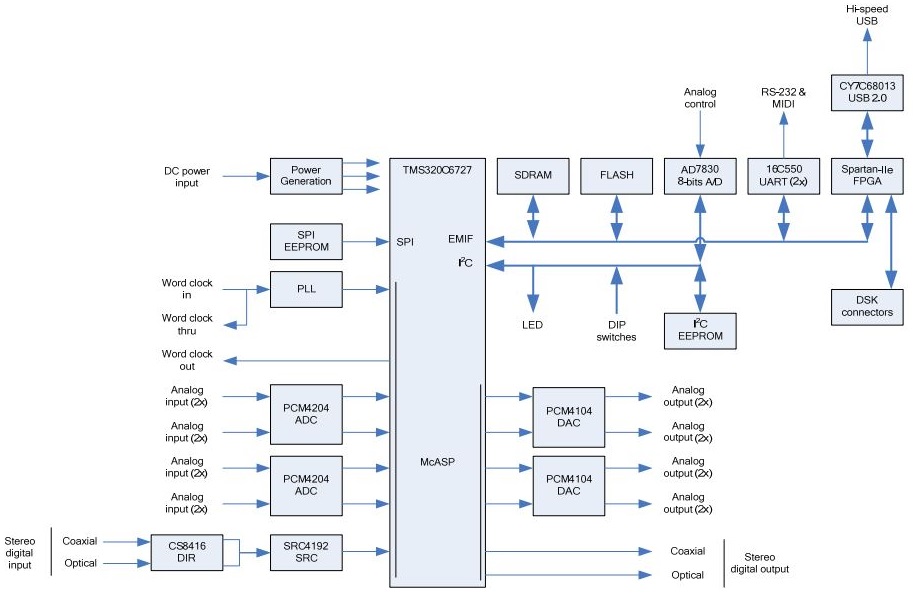 Hi-speed
USB
CY7C68013
USB 2.0
Analog
control
RS-232 &
MIDI
DC power
input
Power
Generation
TMS320C6727
SDRAM
FLASH
AD7830
8-bits A/D
16C550
UART (2x)
Spartan-IIe
FPGA
SPI
EEPROM
SPI
EMIF
I²C
Word clock
in
PLL
Word clock
thru
LED
DIP
switches
I²C
EEPROM
DSK
connectors
Word clock
out
Analog
input (2x)
PCM4204
ADC
Analog
input (2x)
PCM4104
DAC
Analog
output (2x)
Analog
output (2x)
McASP
Analog
input (2x)
PCM4204
ADC
Analog
input (2x)
PCM4104
DAC
Analog
output (2x)
Analog
output (2x)
Stereo
digital
input
Coaxial
Optical
CS8416
DIR
SRC4192
SRC
Coaxial
Optical
Stereo
digital output